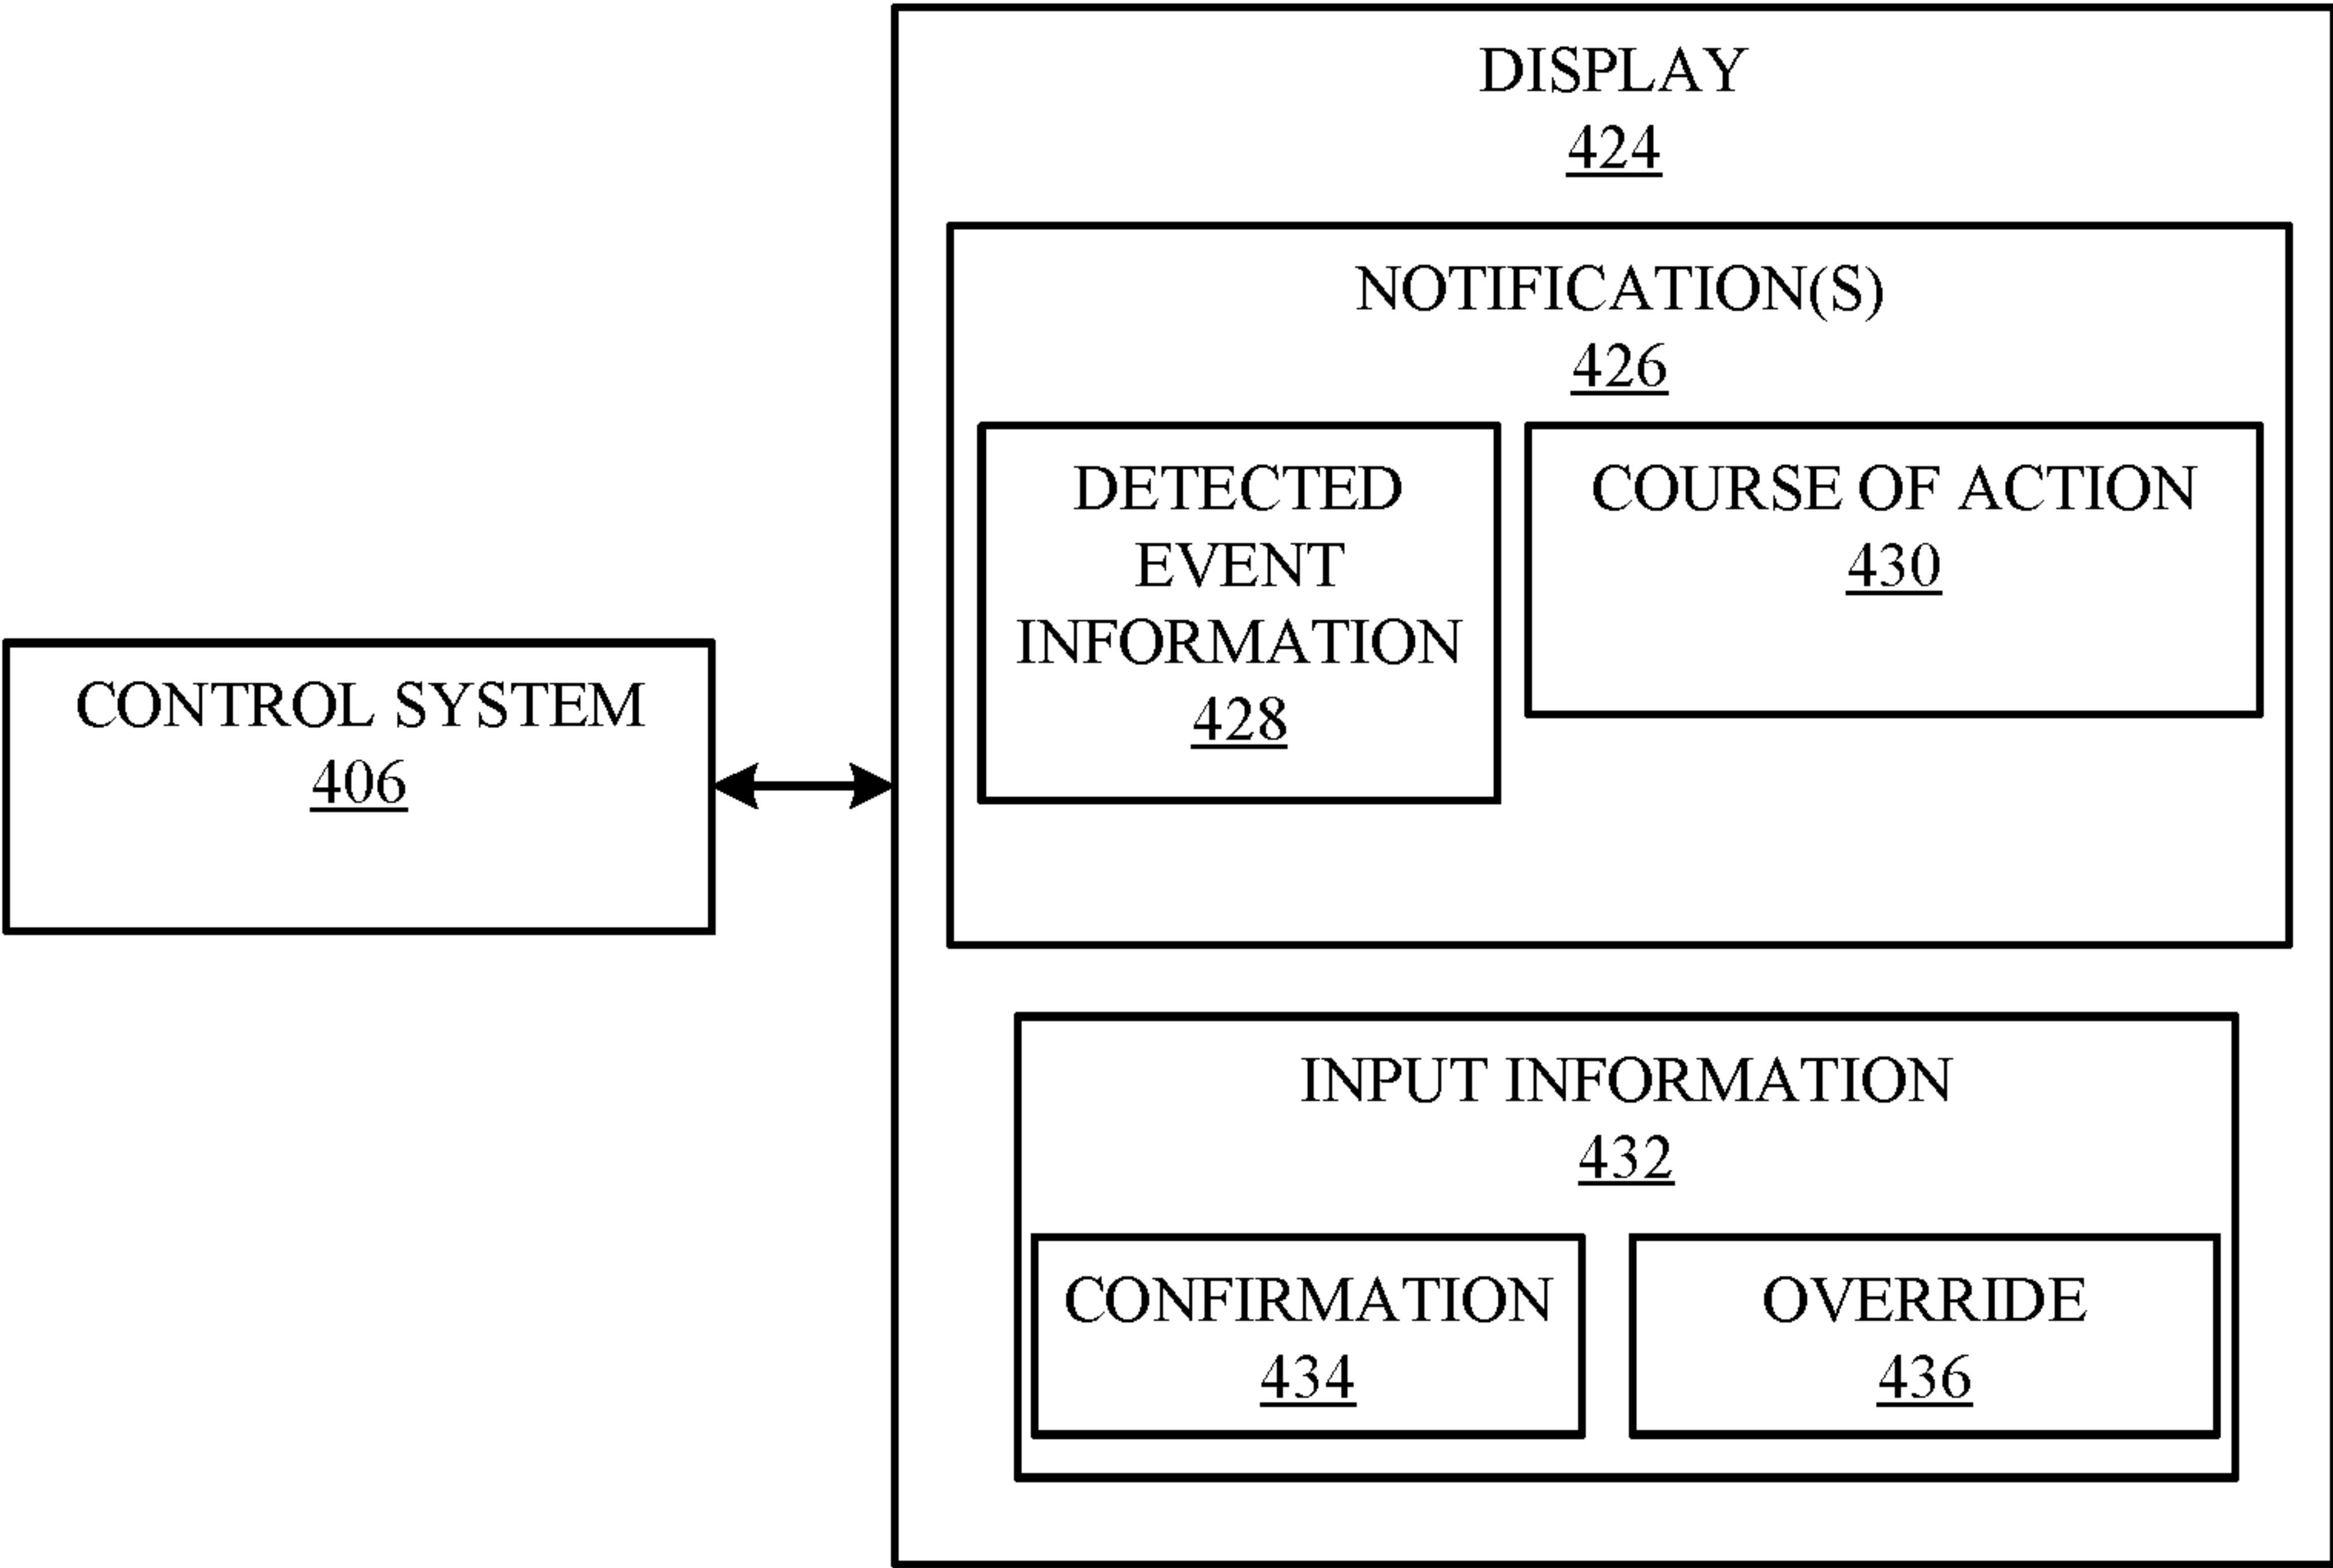 DISPLAY
424
NOTIFICATION(S)
426
DETECTED
EVENT
INFORMATION
428
COURSE OF ACTION
430
CONTROL SYSTEM
406
INPUT INFORMATION
432
CONFIRMATION
434
OVERRIDE
436